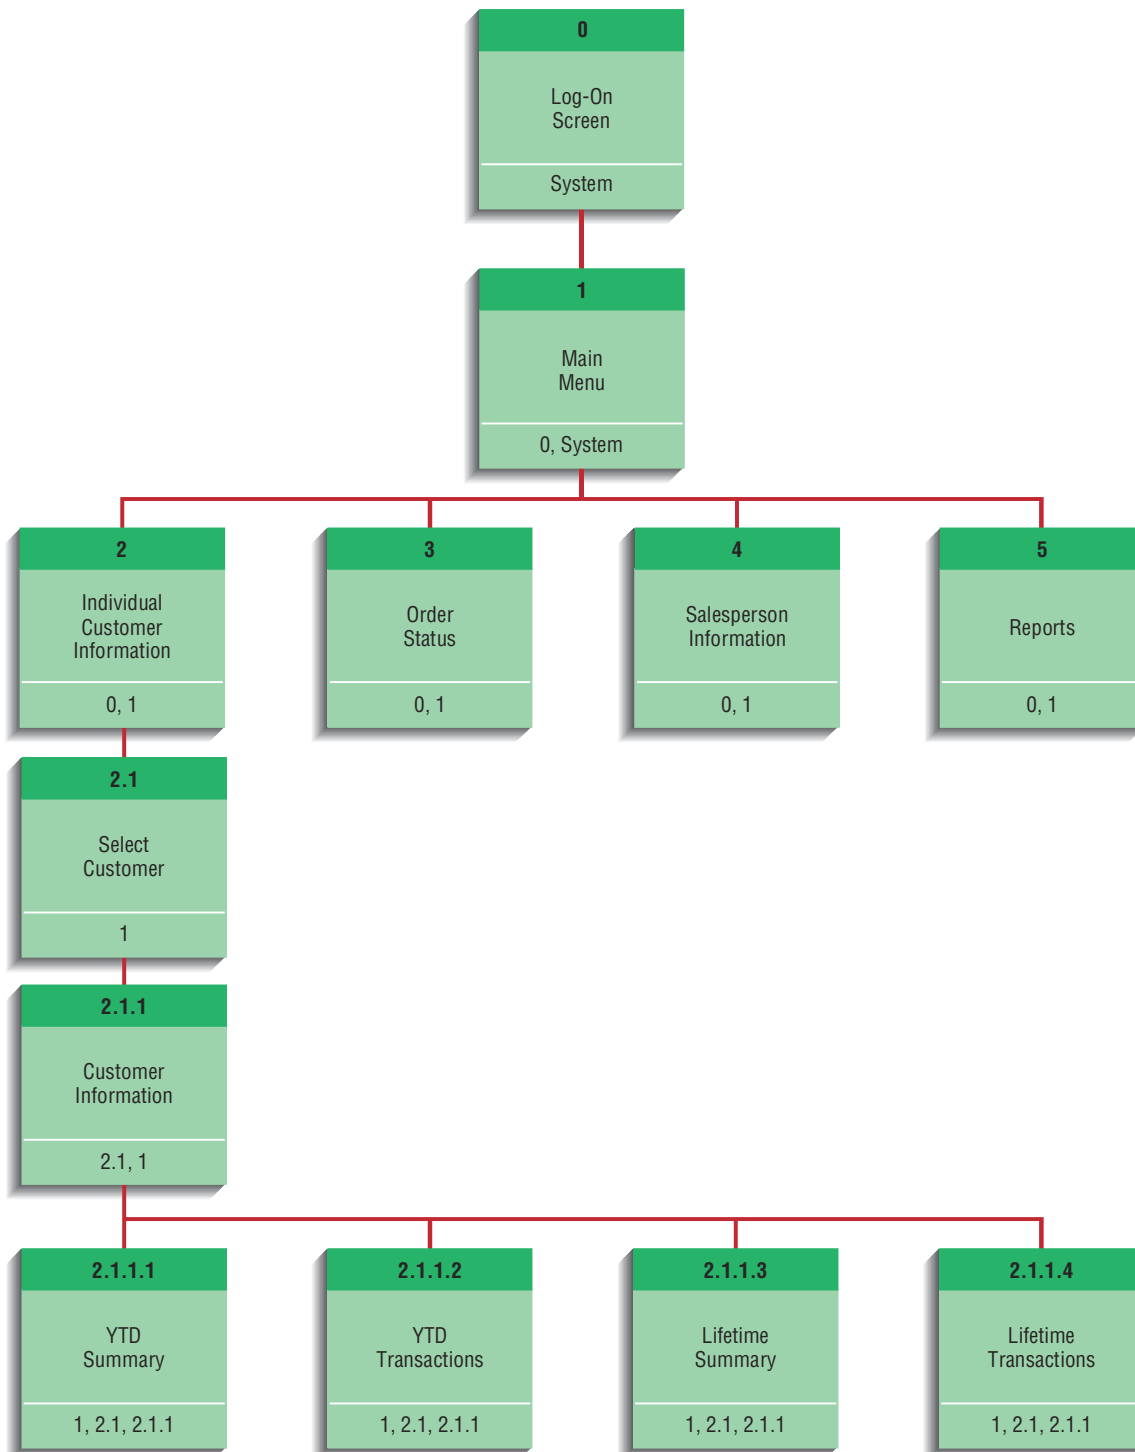 0
Log-On
Screen
System
1
Main
Menu
0, System
2
Individual
Customer
Information
0, 1
3
Order
Status
0, 1
4
Salesperson
Information
0, 1
5
Reports
0, 1
2.1
Select
Customer
1
2.1.1
Customer
Information
2.1, 1
2.1.1.1
YTD
Summary
1, 2.1, 2.1.1
2.1.1.2
YTD
Transactions
1, 2.1, 2.1.1
2.1.1.3
Lifetime
Summary
1, 2.1, 2.1.1
2.1.1.4
Lifetime
Transactions
1, 2.1, 2.1.1